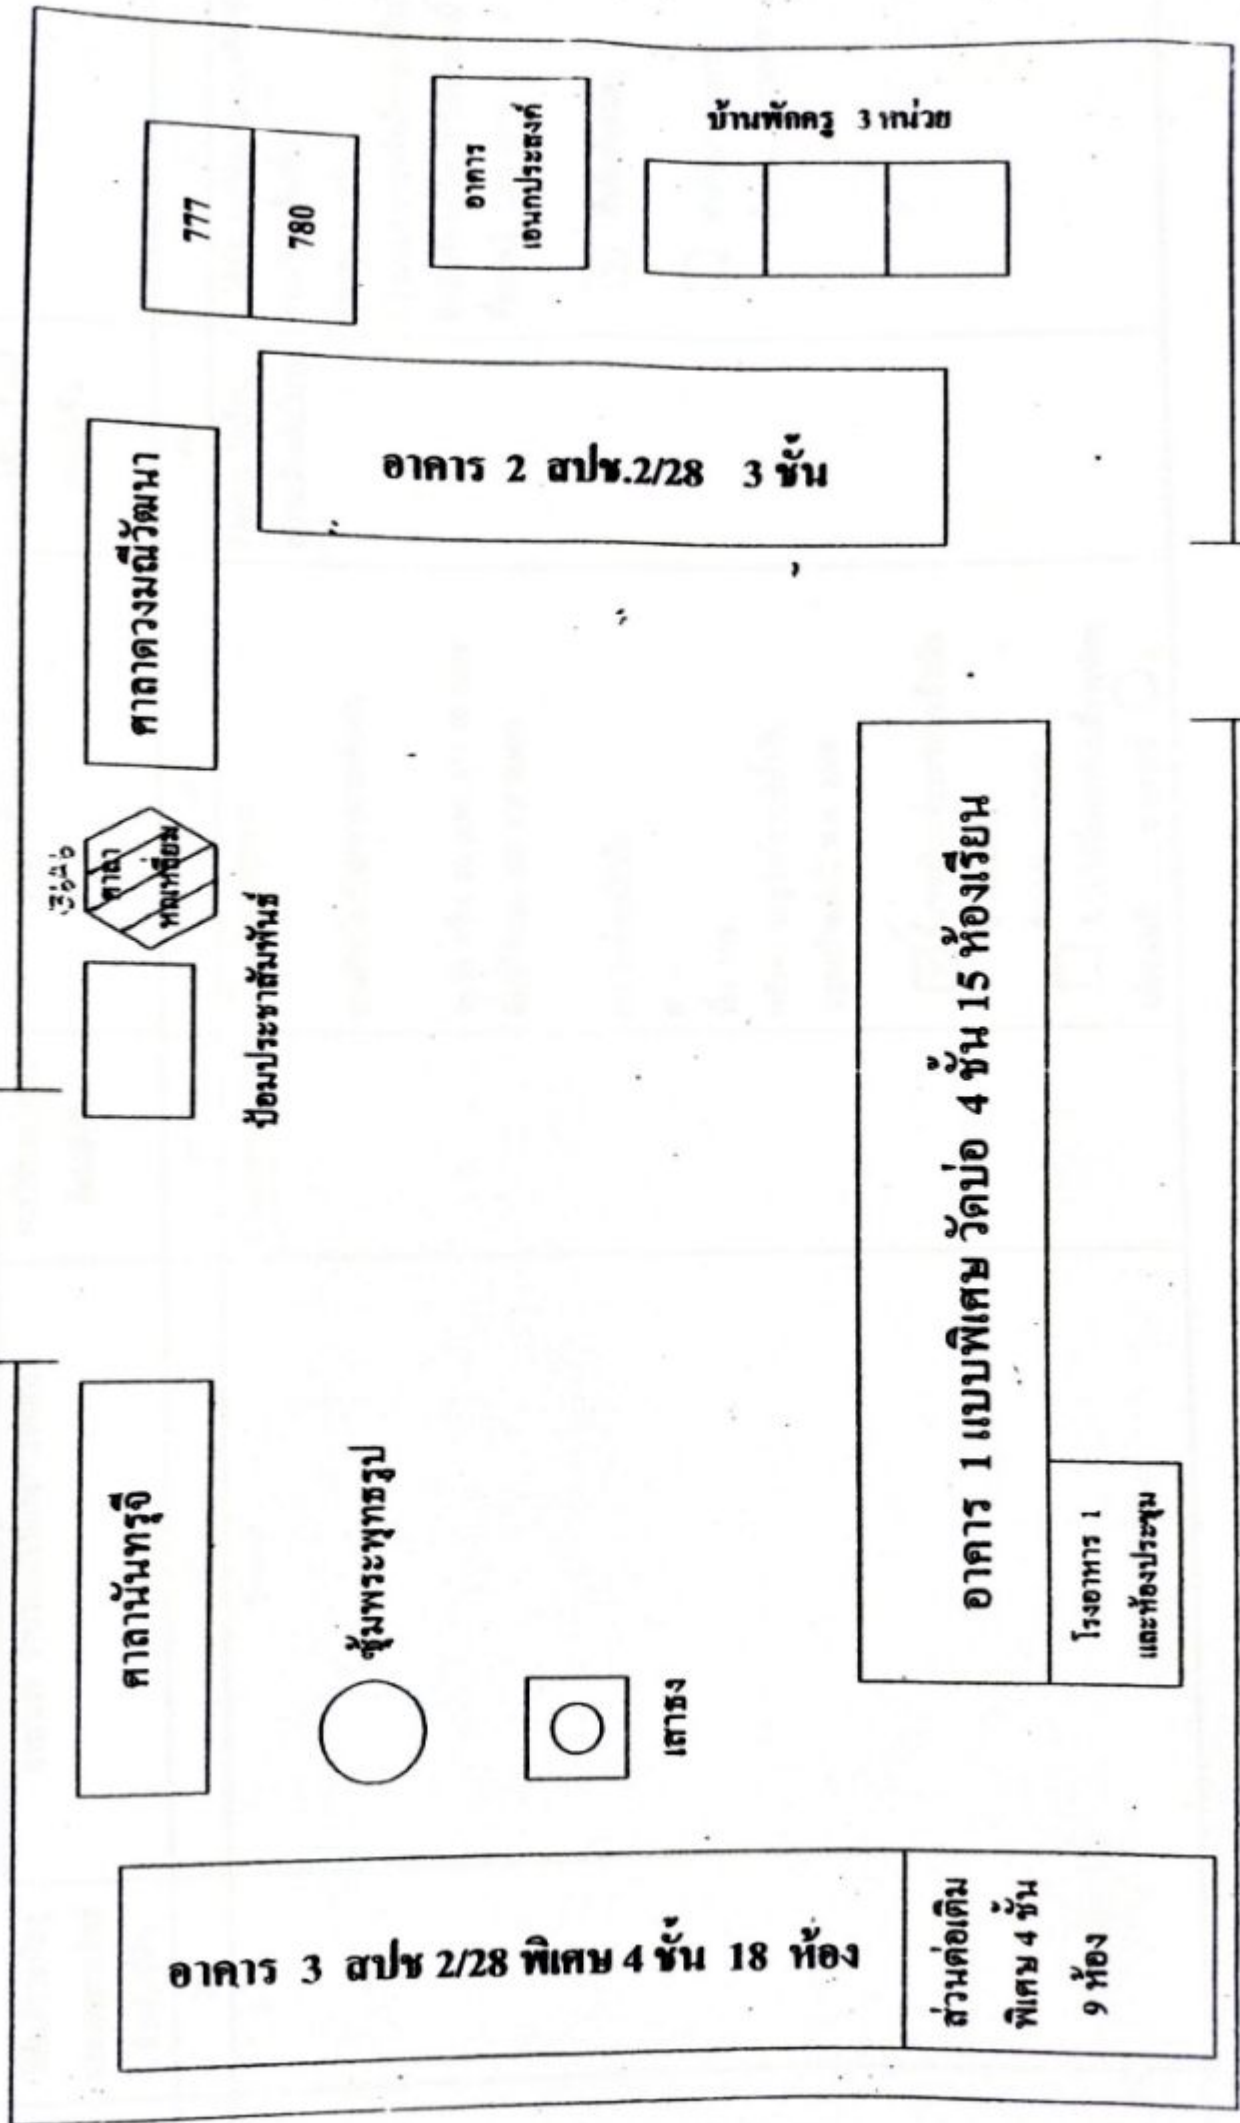 บ้านพักครู 3 หน่วย
777
780
อาคาร
เอนกประสงค์
อาคาร 2 สปช.2/28 3 ชั้น
ศาลาดวงมณีวัฒนา
ศาลา
ป้อมประชาสัมพันธ์
อาคาร 1 แบบพิเศษ วัดบ่อ 4 ชั้น 15 ห้องเรียน
โรงอาหาร 1
และห้องประชุม
ศาลานันทรุจิ
ซุ้มพระพุทธรูป
เสาธง
อาคาร 3 สปช 2/28 พิเศษ 4 ชั้น 18 ห้อง
ส่วนต่อเติม
พิเศษ 4 ชั้น
9 ห้อง